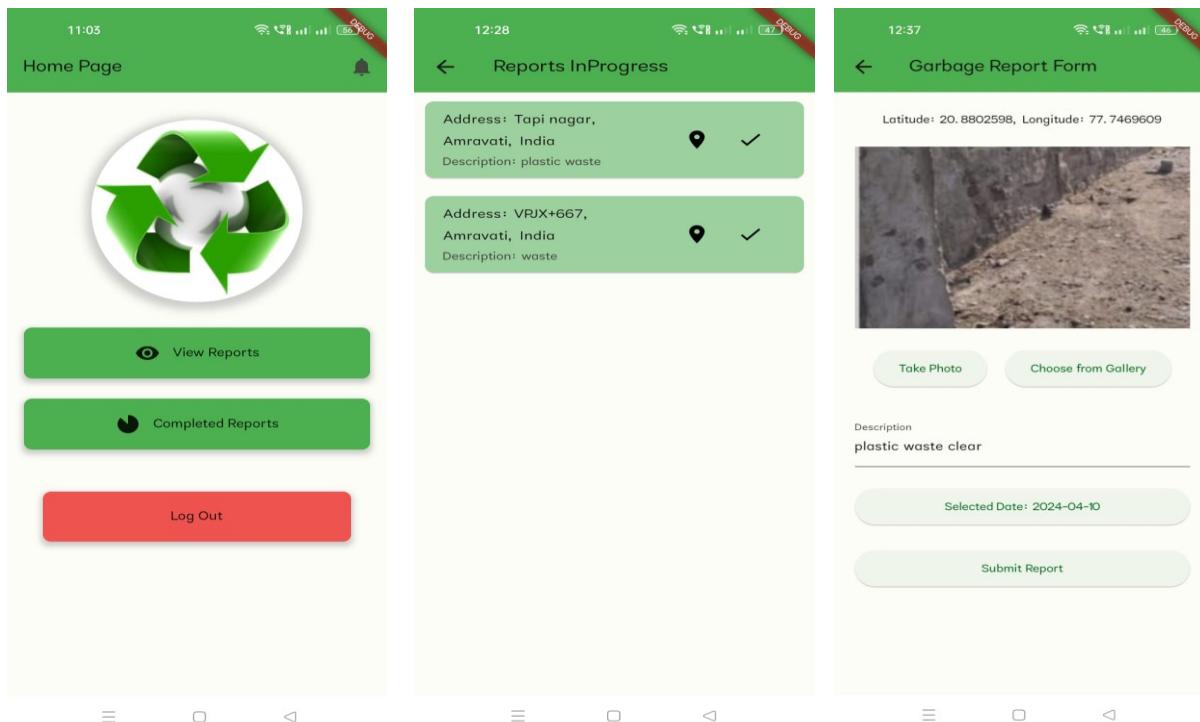 11:03
56
DEBUG
Home Page
View Reports
Completed Reports
Log Out
12:28
47
DEBUG
Reports InProgress
Address: Tapi nagar,
Amravati, India
Description: plastic waste
Address: VRJX+667,
Amravati, India
Description: waste
12:37
46
DEBUG
Garbage Report Form
Latitude: 20.8802598, Longitude: 77.7469609
Take Photo
Choose from Gallery
Description
plastic waste clear
Selected Date: 2024-04-10
Submit Report